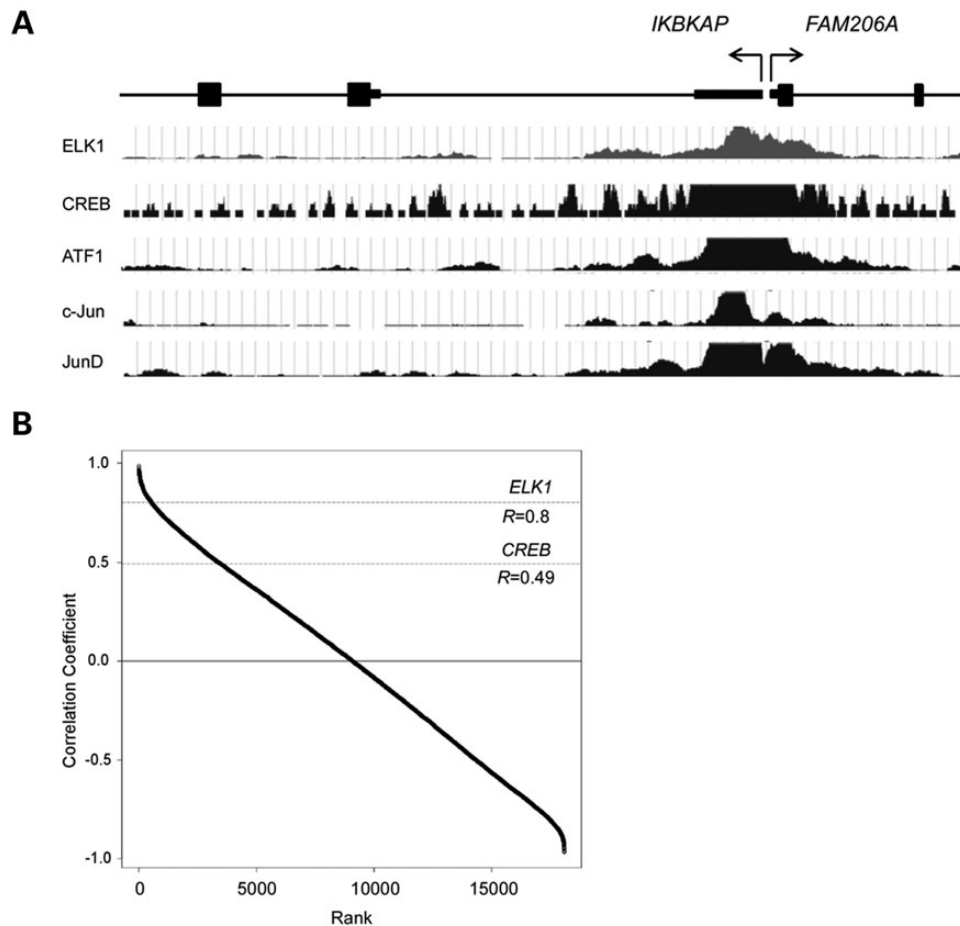 A
IKBKAP FAM206A
ELK1
CREB
ATF1
c-Jun
JunD
B
1.0
ELK1
R=0.8
CREB
0.5
R=0.49
0.0
-0.5
-1.0
Correlation Coefficient
0 5000 10000 15000
Rank